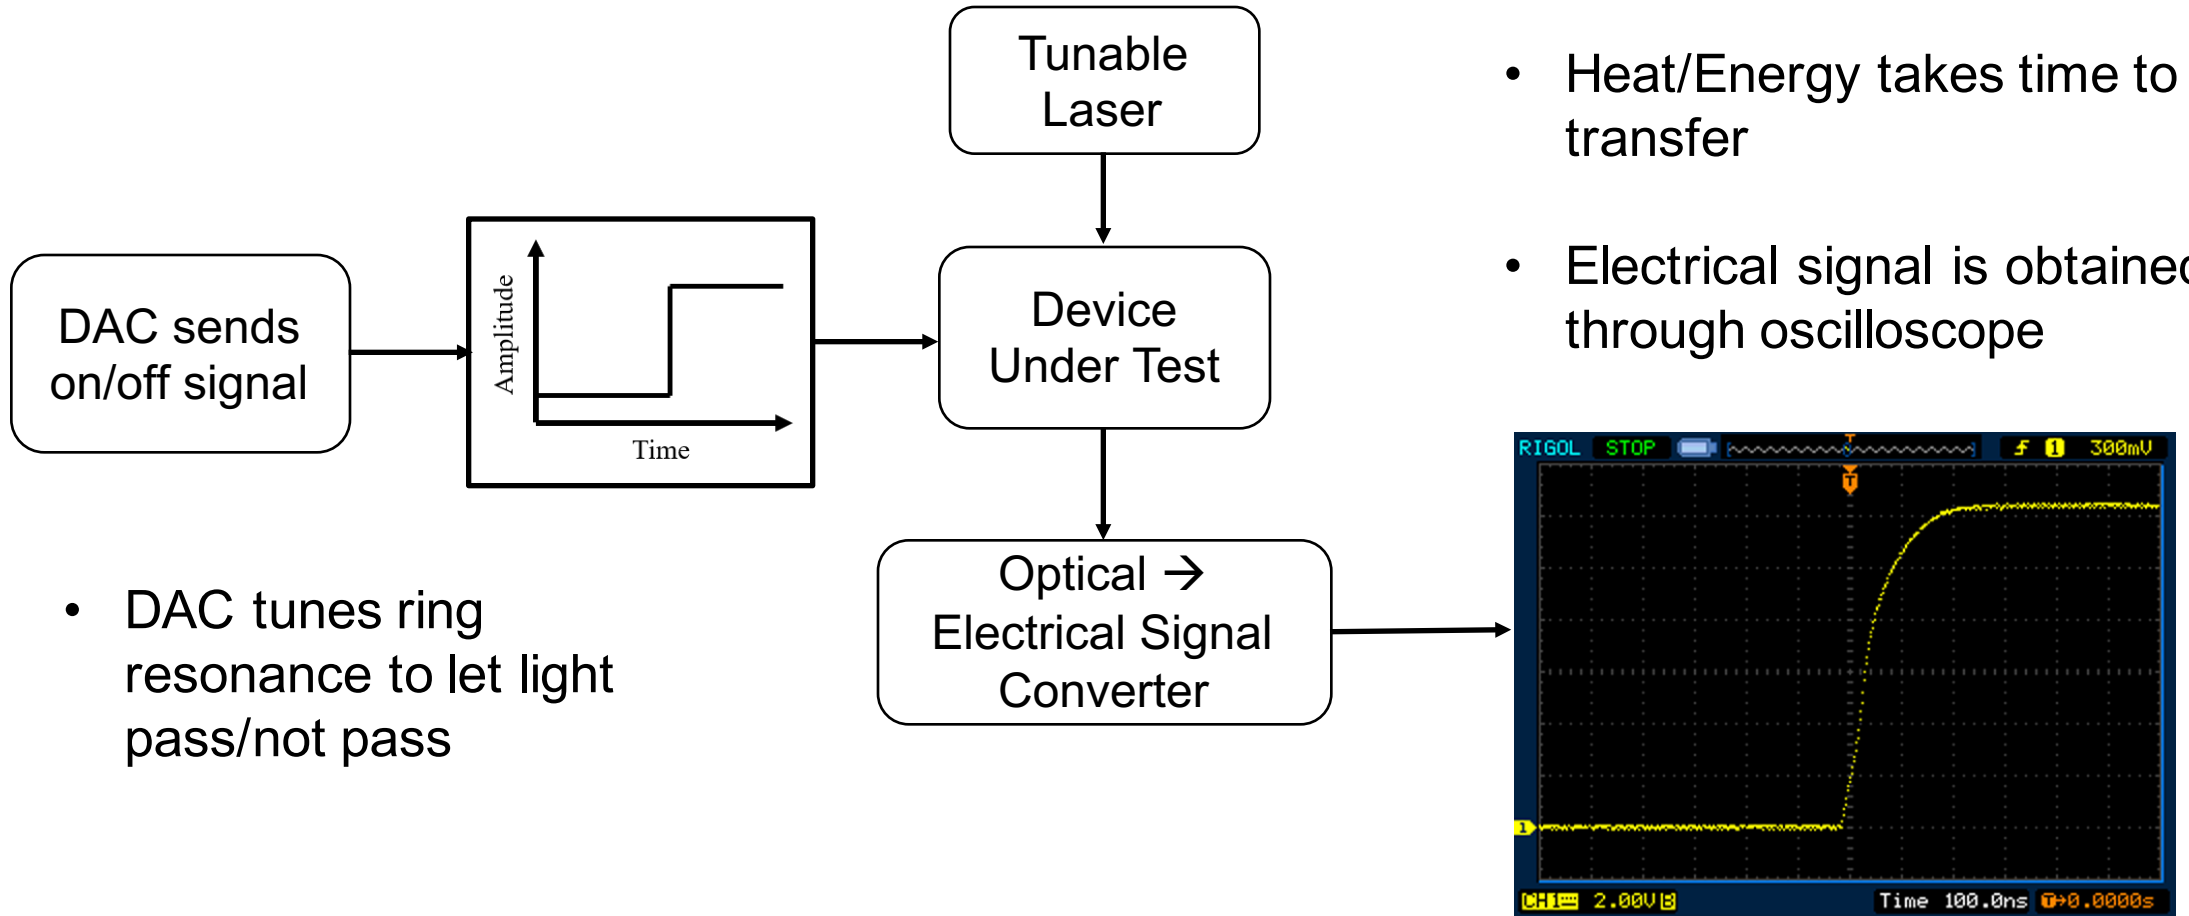 Tunable
Laser
• Heat/Energy takes time to
transfer
• Electrical signal is obtained
through oscilloscope
DAC sends
on/off signal
Amplitude
Time
Device
Under Test
• DAC tunes ring
resonance to let light
pass/not pass
Optical →
Electrical Signal
Converter
RIGOL STOP T 1 300mV
T
1
CH1 2.00V B Time 100.0ns T→0.0000s